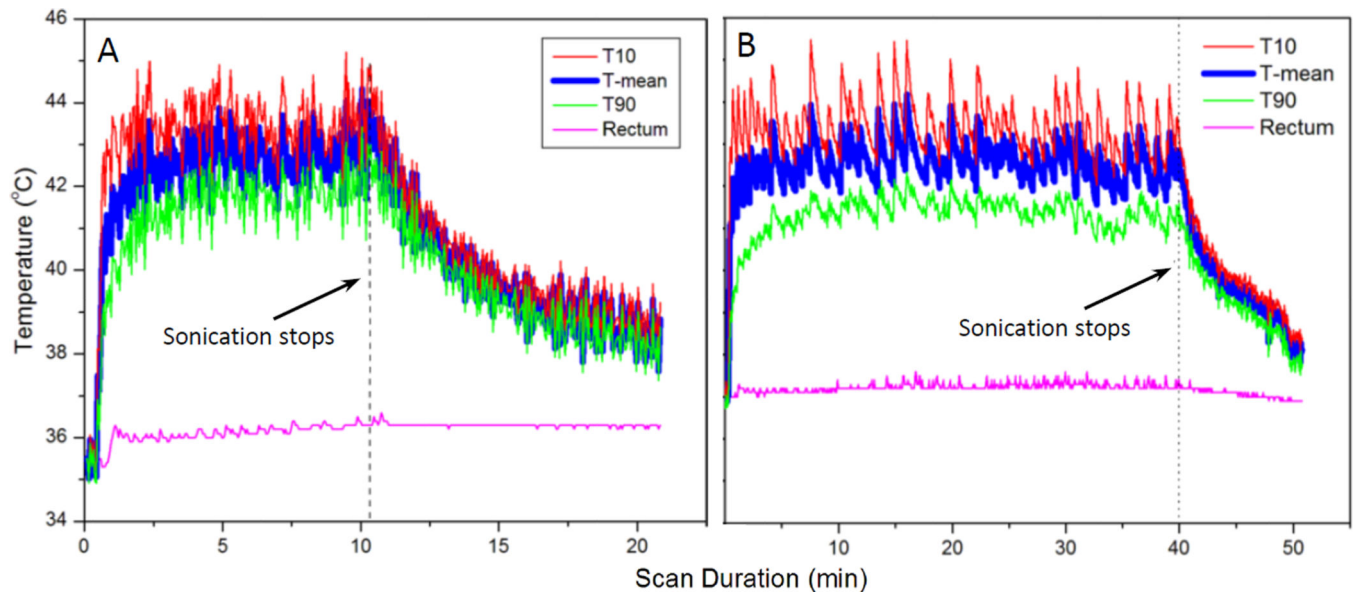 A
T10
T-mean
T90
Rectum
Sonication stops
46
44
42
40
38
36
34
Temperature (°C)
0
5
10
15
20
B
T10
T-mean
T90
Rectum
Sonication stops
10
20
30
40
50
Scan Duration (min)